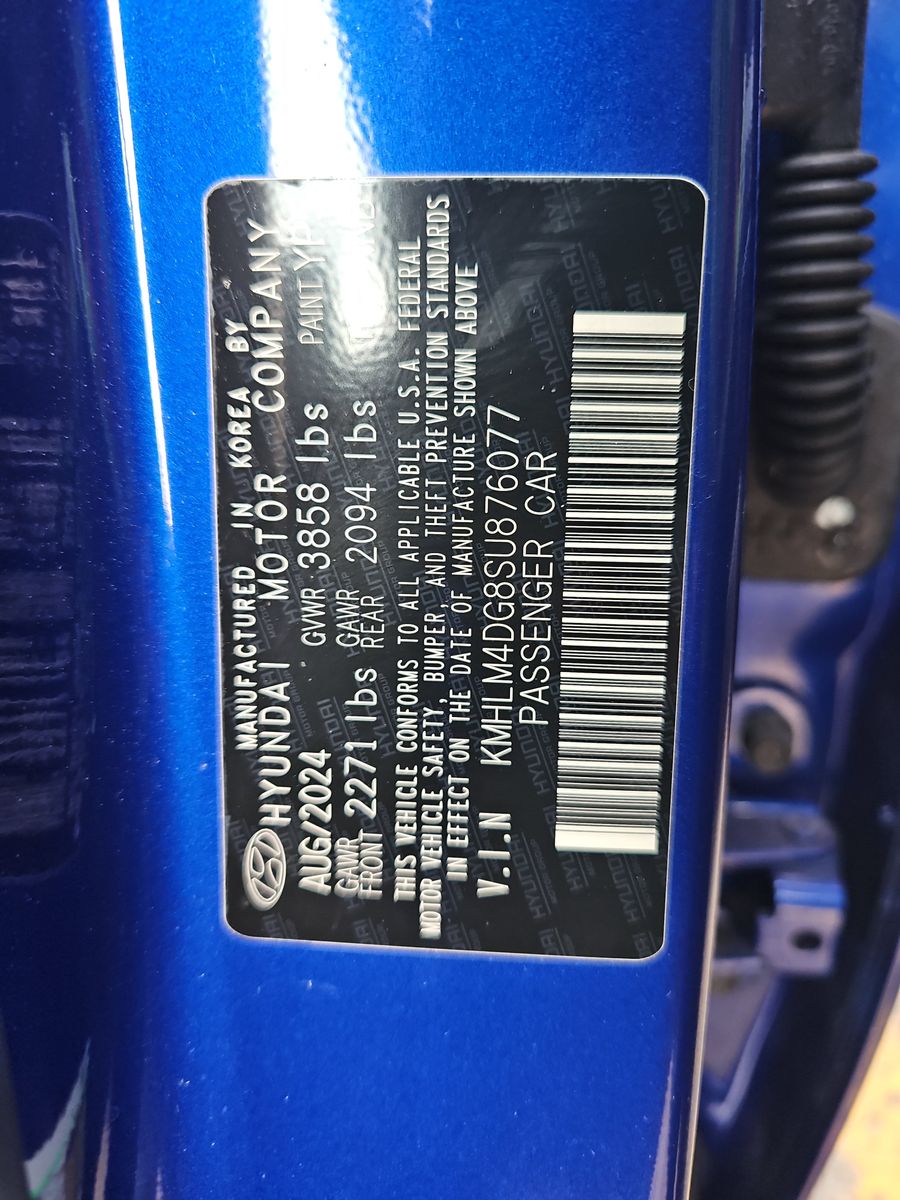 MANUFACTURED IN KOREA BY
HYUNDAI MOTOR COMPANY
AUG/2024 GVWR 3858 lbs PAINT
GAWR FRONT 2271 lbs GAWR REAR 2094 lbs
THIS VEHICLE CONFORMS TO ALL APPLICABLE U.S.A. FEDERAL
MOTOR VEHICLE SAFETY, BUMPER, AND THEFT PREVENTION STANDARDS
IN EFFECT ON THE DATE OF MANUFACTURE SHOWN ABOVE
V.I.N KMHLM4DG8SU876077
PASSENGER CAR